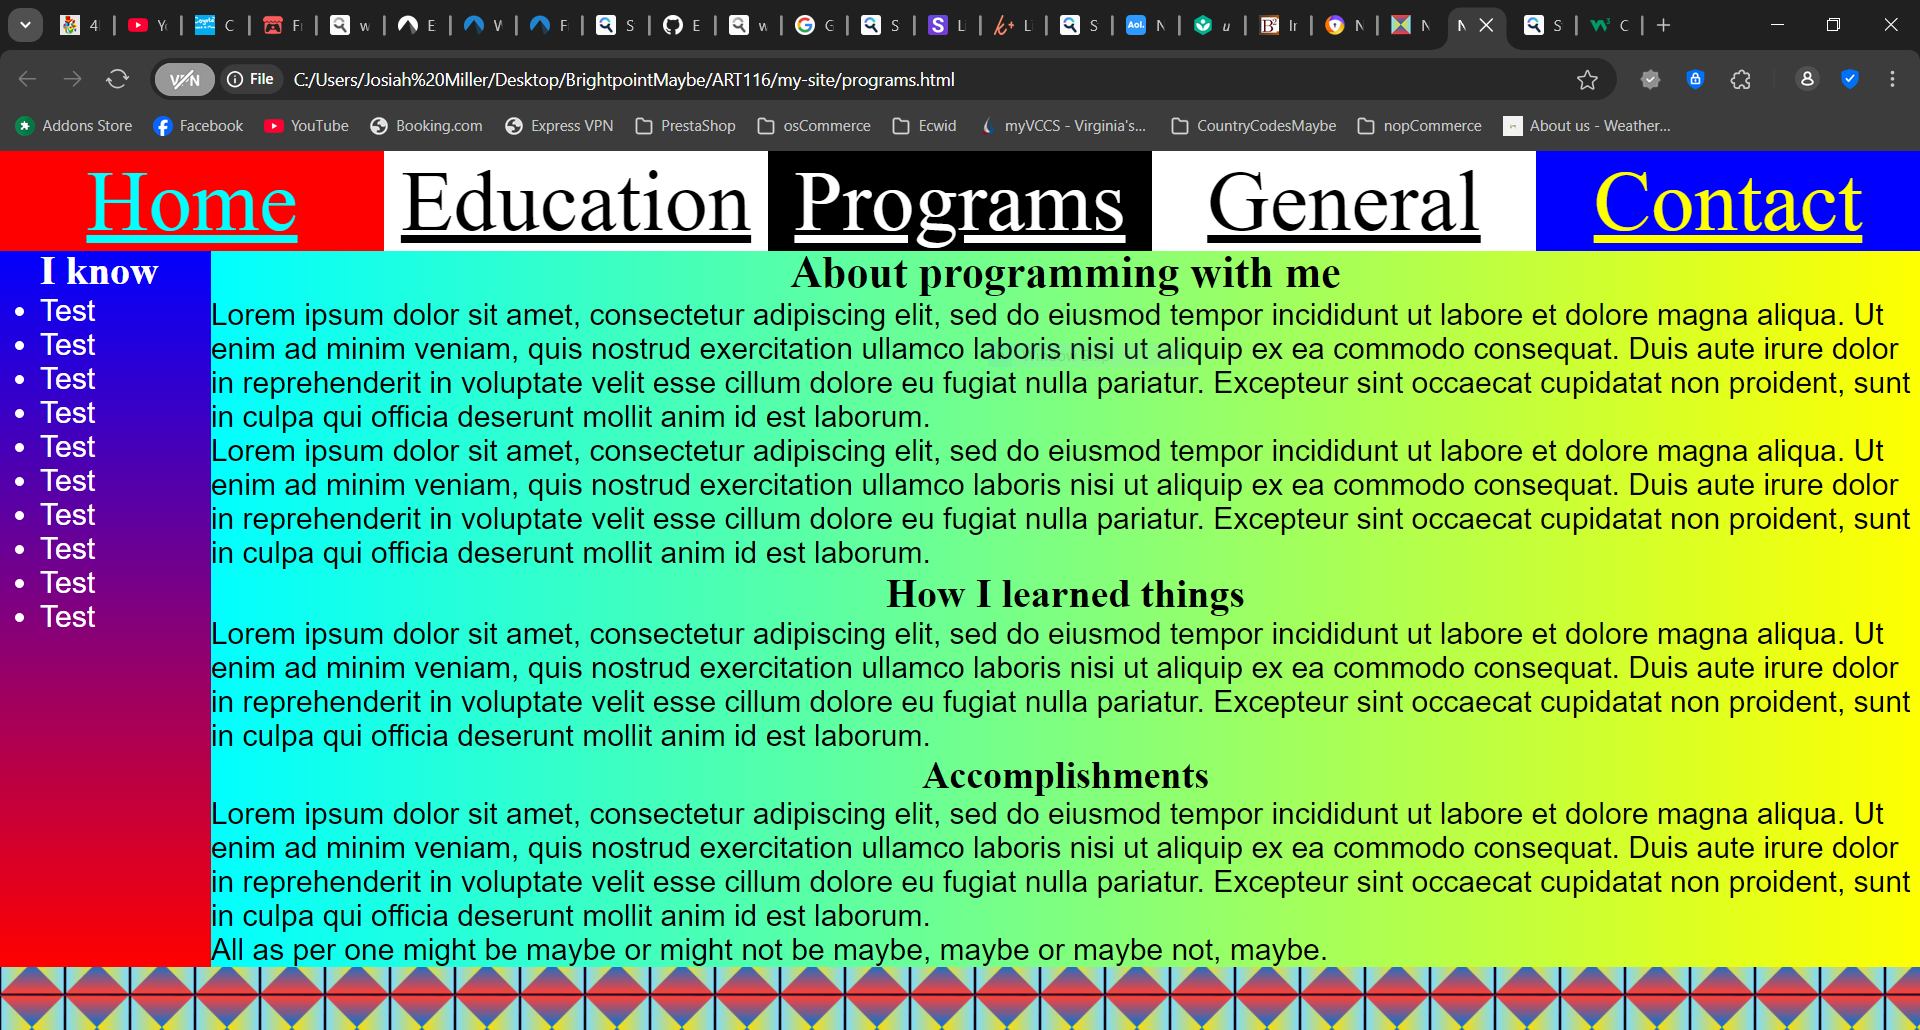 4
Y
C
F
w
E
V
F
S
E
w
G
S
L
L
S
N
u
Ir
N
N
N
S
C
VPN File C:/Users/Josiah%20Miller/Desktop/BrightpointMaybe/ART116/my-site/programs.html
Addons Store Facebook YouTube Booking.com Express VPN PrestaShop osCommerce Ecwid myVCCS - Virginia's... CountryCodesMaybe nopCommerce About us - Weather...
Home Education Programs General Contact
I know
Test
Test
Test
Test
Test
Test
Test
Test
Test
Test
About programming with me
Lorem ipsum dolor sit amet, consectetur adipiscing elit, sed do eiusmod tempor incididunt ut labore et dolore magna aliqua. Ut
enim ad minim veniam, quis nostrud exercitation ullamco laboris nisi ut aliquip ex ea commodo consequat. Duis aute irure dolor
in reprehenderit in voluptate velit esse cillum dolore eu fugiat nulla pariatur. Excepteur sint occaecat cupidatat non proident, sunt
in culpa qui officia deserunt mollit anim id est laborum.
Lorem ipsum dolor sit amet, consectetur adipiscing elit, sed do eiusmod tempor incididunt ut labore et dolore magna aliqua. Ut
enim ad minim veniam, quis nostrud exercitation ullamco laboris nisi ut aliquip ex ea commodo consequat. Duis aute irure dolor
in reprehenderit in voluptate velit esse cillum dolore eu fugiat nulla pariatur. Excepteur sint occaecat cupidatat non proident, sunt
in culpa qui officia deserunt mollit anim id est laborum.
How I learned things
Lorem ipsum dolor sit amet, consectetur adipiscing elit, sed do eiusmod tempor incididunt ut labore et dolore magna aliqua. Ut
enim ad minim veniam, quis nostrud exercitation ullamco laboris nisi ut aliquip ex ea commodo consequat. Duis aute irure dolor
in reprehenderit in voluptate velit esse cillum dolore eu fugiat nulla pariatur. Excepteur sint occaecat cupidatat non proident, sunt
in culpa qui officia deserunt mollit anim id est laborum.
Accomplishments
Lorem ipsum dolor sit amet, consectetur adipiscing elit, sed do eiusmod tempor incididunt ut labore et dolore magna aliqua. Ut
enim ad minim veniam, quis nostrud exercitation ullamco laboris nisi ut aliquip ex ea commodo consequat. Duis aute irure dolor
in reprehenderit in voluptate velit esse cillum dolore eu fugiat nulla pariatur. Excepteur sint occaecat cupidatat non proident, sunt
in culpa qui officia deserunt mollit anim id est laborum.
All as per one might be maybe or might not be maybe, maybe or maybe not, maybe.